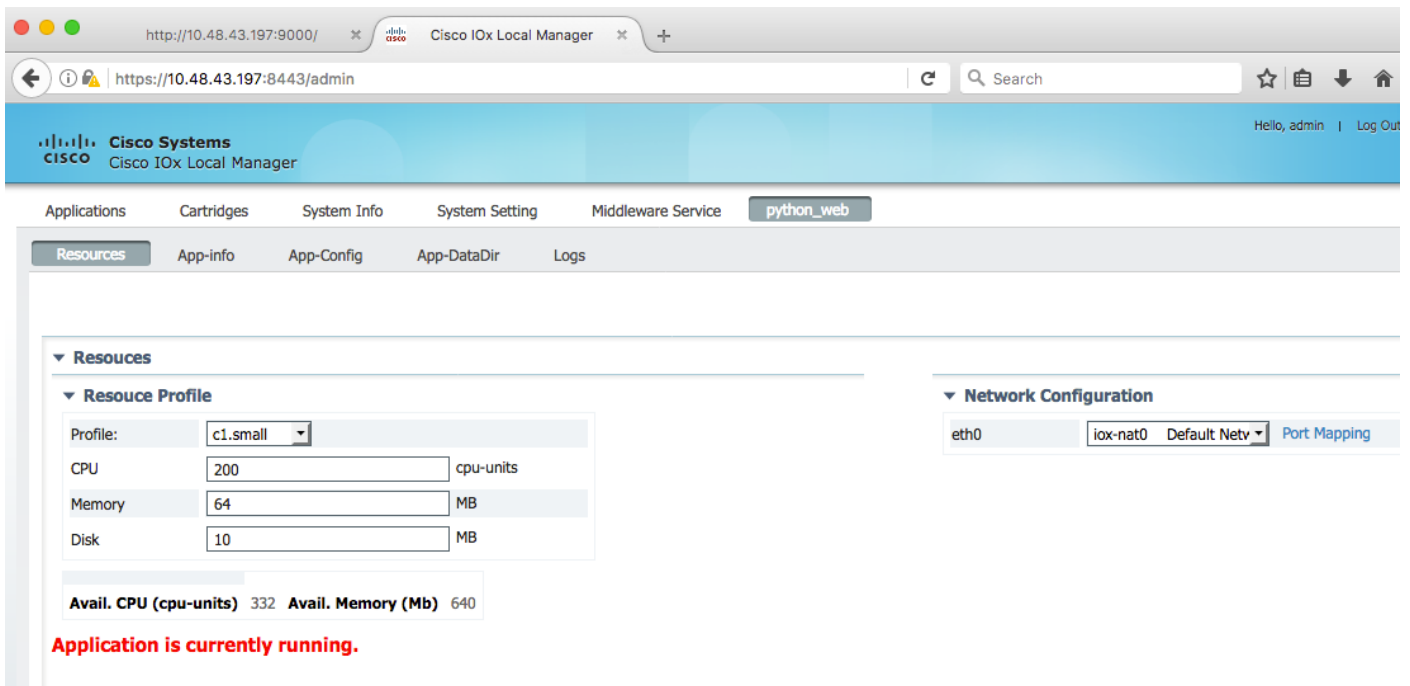 http://10.48.43.197:9000/ Cisco IOx Local Manager
https://10.48.43.197:8443/admin Search
Hello, admin | Log Out
CISCO Cisco Systems
Cisco IOx Local Manager
Applications Cartridges System Info System Setting Middleware Service python_web
Resources App-info App-Config App-DataDir Logs
Resouces
Resouce Profile
Profile: c1.small
CPU 200 cpu-units
Memory 64 MB
Disk 10 MB
Avail. CPU (cpu-units) 332 Avail. Memory (Mb) 640
Application is currently running.
Network Configuration
eth0 iox-nat0 Default Netv Port Mapping